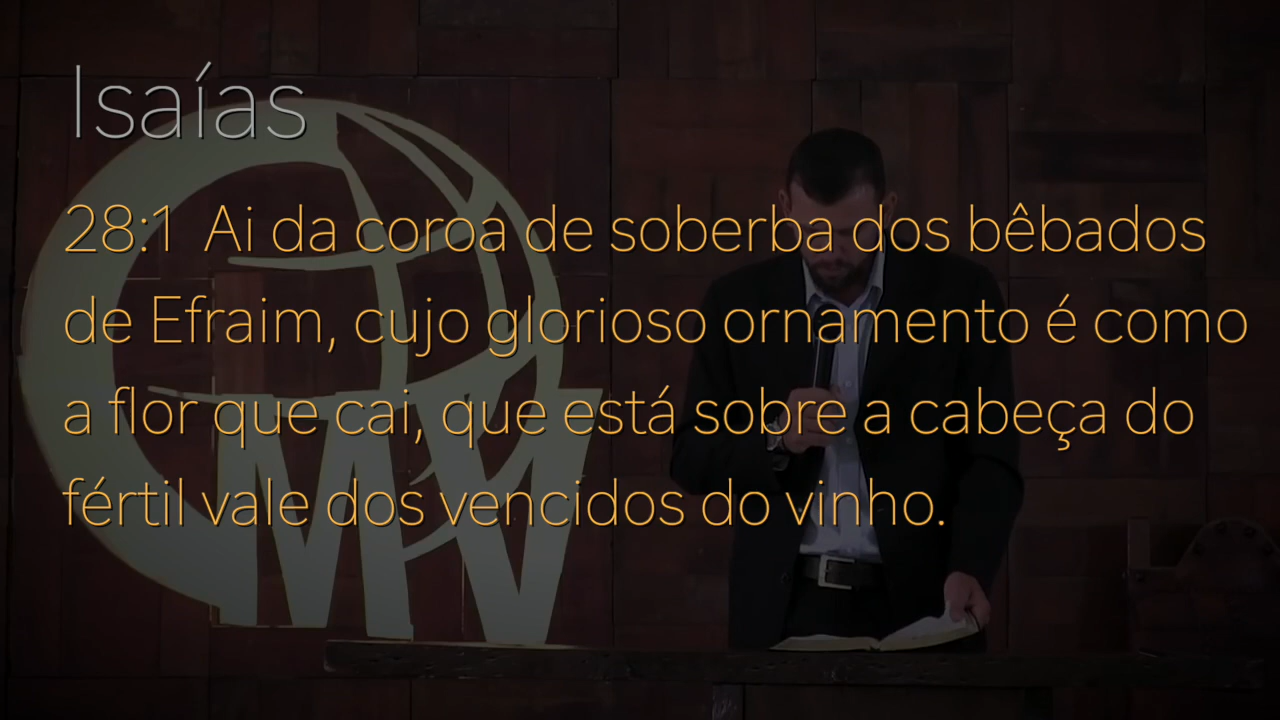 Isaías
28:1 Ai da coroa de soberba dos bêbados
de Efraim, cujo glorioso ornamento é como
a flor que cai, que está sobre a cabeça do
fértil vale dos vencidos do vinho.
MV